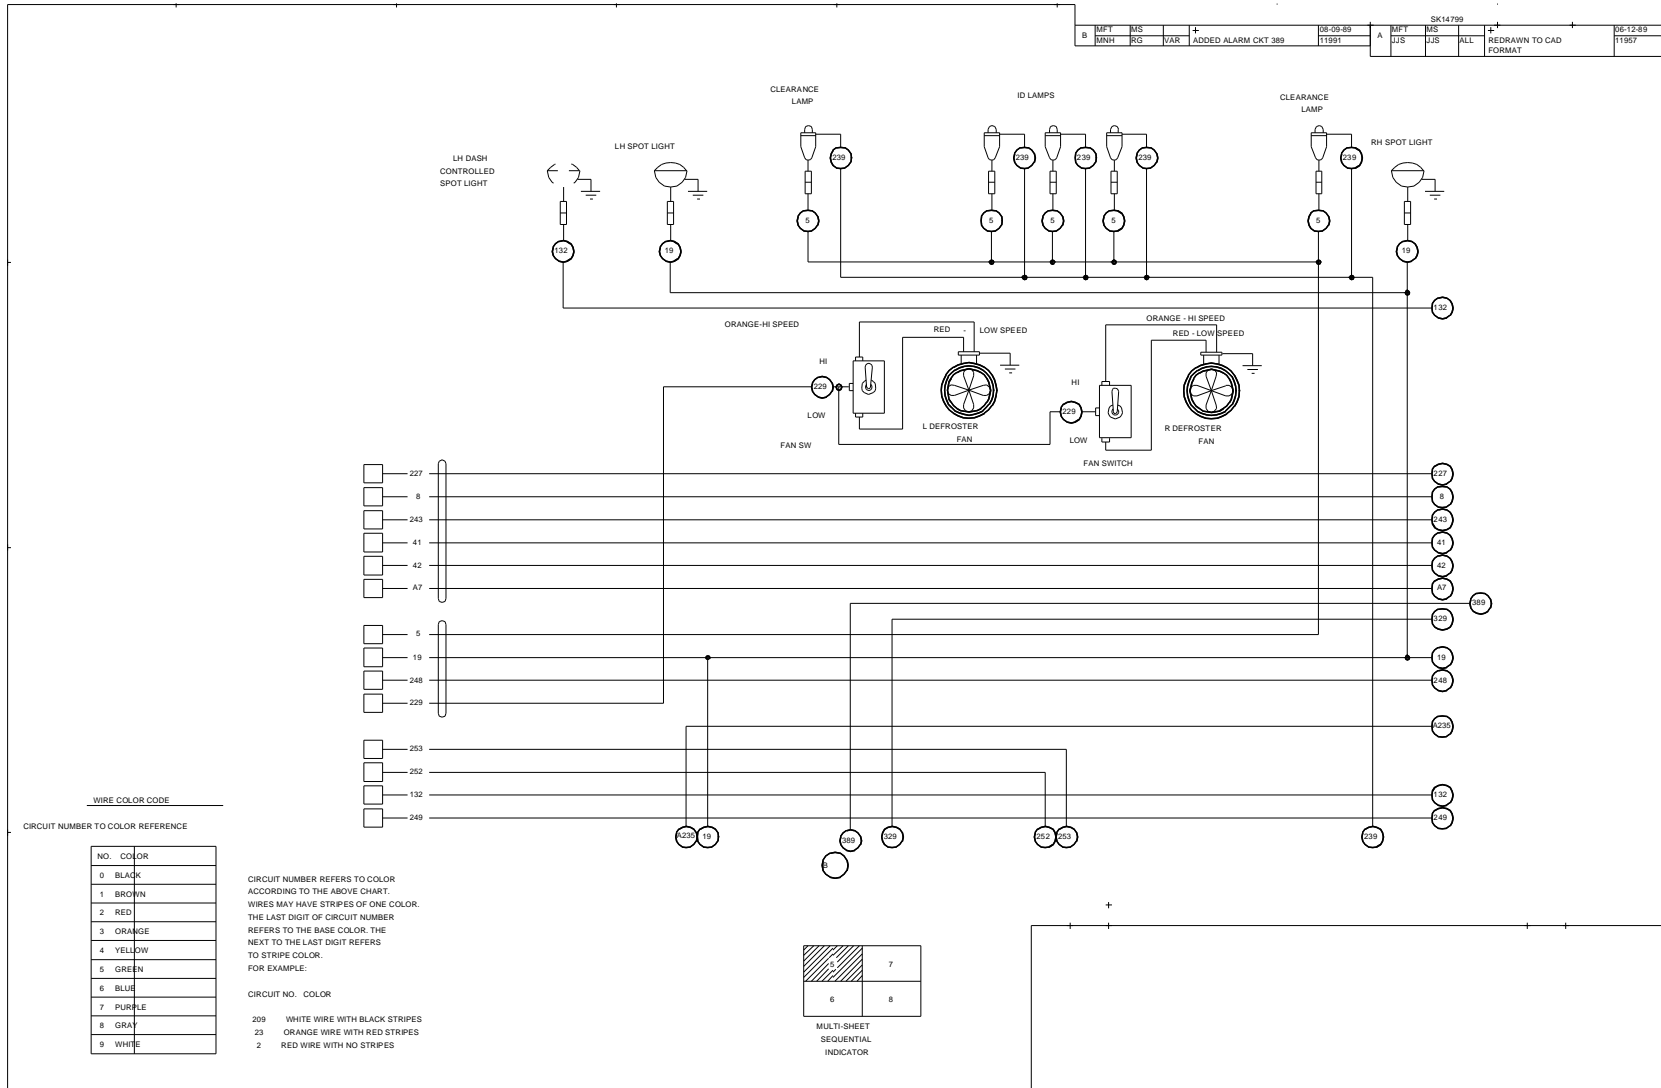 SK14799
B MFT MS + 08-09-89
MNH RG VAR ADDED ALARM CKT 389 11991
A MFT MS + 06-12-89
JJS JJS ALL REDRAWN TO CAD 11957
FORMAT
CLEARANCE
LAMP
ID LAMPS
CLEARANCE
LAMP
LH DASH
CONTROLLED
SPOT LIGHT
LH SPOT LIGHT
RH SPOT LIGHT
239 239 239 239 239
5 5 5 5 5
132 19 19
132
ORANGE-HI SPEED
RED - LOW SPEED
ORANGE - HI SPEED
RED - LOW SPEED
HI
229
LOW
FAN SW
L DEFROSTER
FAN
HI
229
LOW
FAN SWITCH
R DEFROSTER
FAN
227 227
8 8
243 243
41 41
42 42
A7 A7
389
329
5
19 19
248 248
229
A235
253
252
132 132
249 249
A235 19 389 329 252 253 239
B
WIRE COLOR CODE
CIRCUIT NUMBER TO COLOR REFERENCE
NO. COLOR
0 BLACK
1 BROWN
2 RED
3 ORANGE
4 YELLOW
5 GREEN
6 BLUE
7 PURPLE
8 GRAY
9 WHITE
CIRCUIT NUMBER REFERS TO COLOR
ACCORDING TO THE ABOVE CHART.
WIRES MAY HAVE STRIPES OF ONE COLOR.
THE LAST DIGIT OF CIRCUIT NUMBER
REFERS TO THE BASE COLOR. THE
NEXT TO THE LAST DIGIT REFERS
TO STRIPE COLOR.
FOR EXAMPLE:
CIRCUIT NO. COLOR
209 WHITE WIRE WITH BLACK STRIPES
23 ORANGE WIRE WITH RED STRIPES
2 RED WIRE WITH NO STRIPES
5 7
6 8
MULTI-SHEET
SEQUENTIAL
INDICATOR